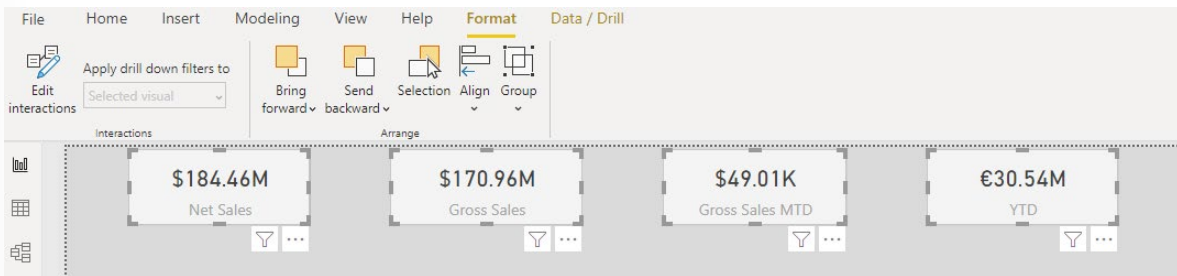 File Home Insert Modeling View Help Format Data / Drill
Apply drill down filters to
Edit interactions
Selected visual
Bring forward
Send backward
Selection
Align
Group
Interactions
Arrange
$184.46M
Net Sales
$170.96M
Gross Sales
$49.01K
Gross Sales MTD
€30.54M
YTD